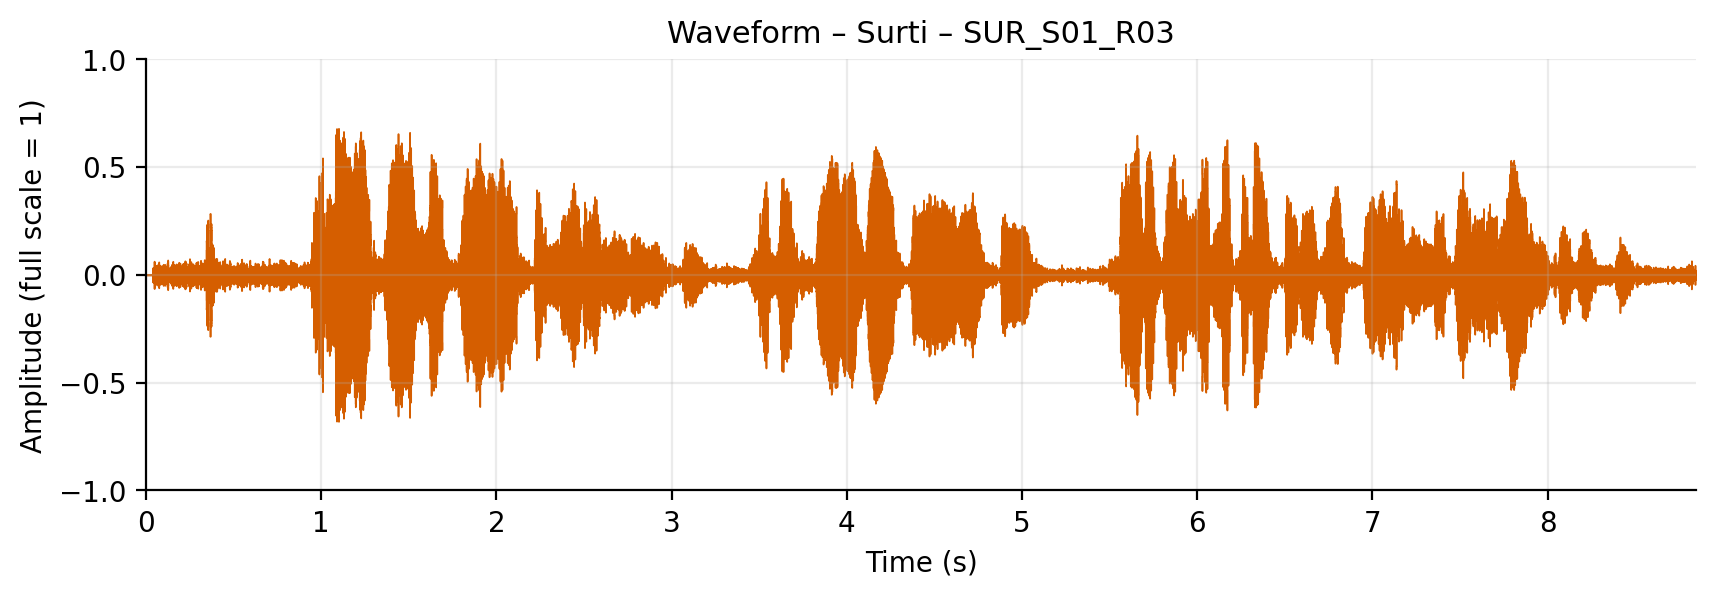 Waveform – Surti – SUR_S01_R03
Amplitude (full scale = 1)
1.0
0.5
0.0
−0.5
−1.0
0 1 2 3 4 5 6 7 8
Time (s)